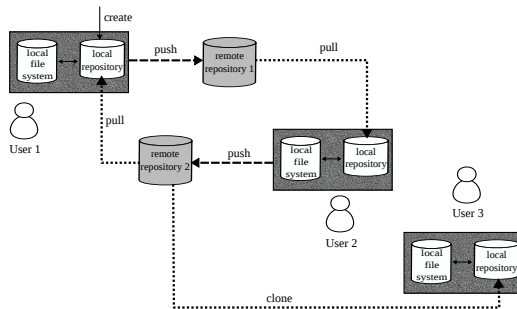 create
local
file
system
local
repository
push
remote
repository 1
pull
User 1
pull
remote
repository 2
push
local
file
system
local
repository
User 2
User 3
local
file
system
local
repository
clone